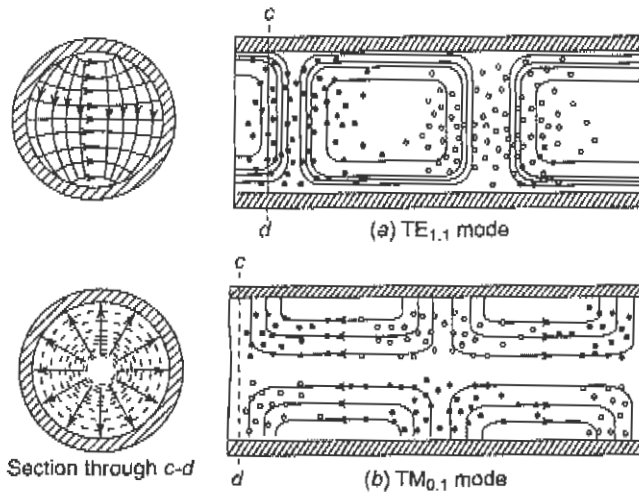 c
d
(a) TE1,1 mode
c
d
Section through c-d
(b) TM0,1 mode